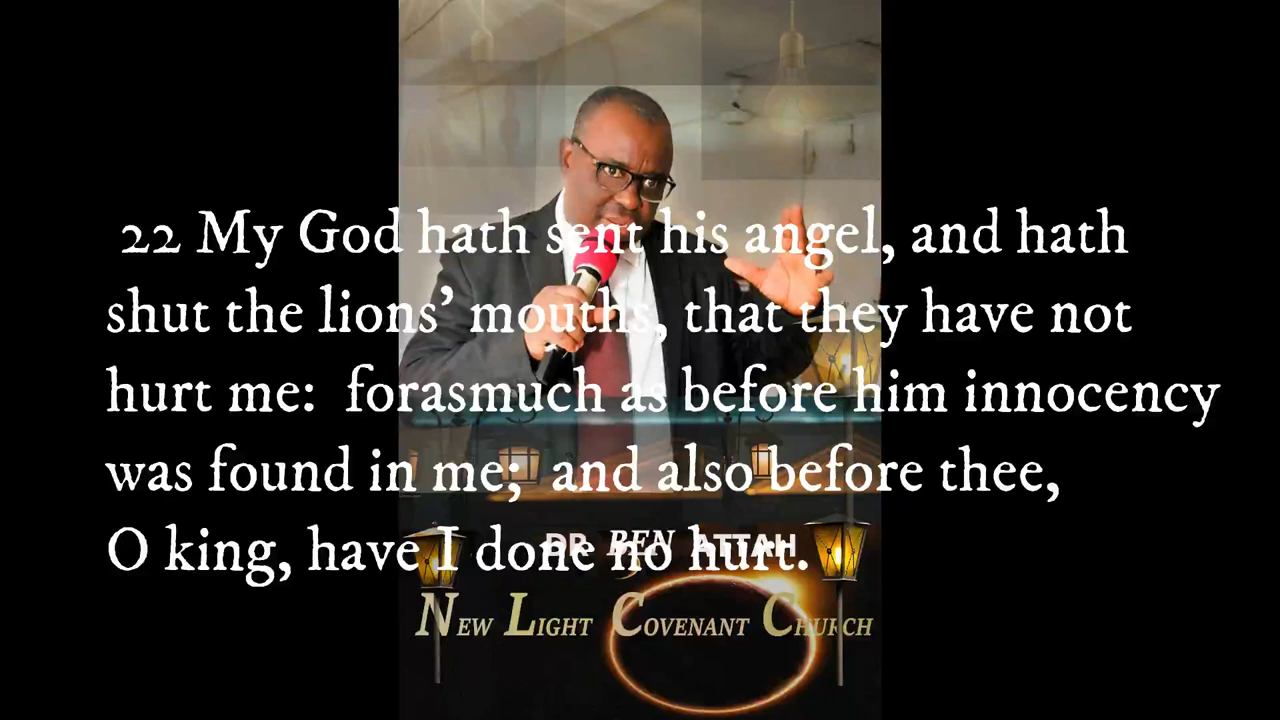 22 My God hath sent his angel, and hath
shut the lions’ mouths, that they have not
hurt me: forasmuch as before him innocency
was found in me; and also before thee,
O king, have I done no hurt.
DR BEN ATTAH
NEW LIGHT COVENANT CHURCH